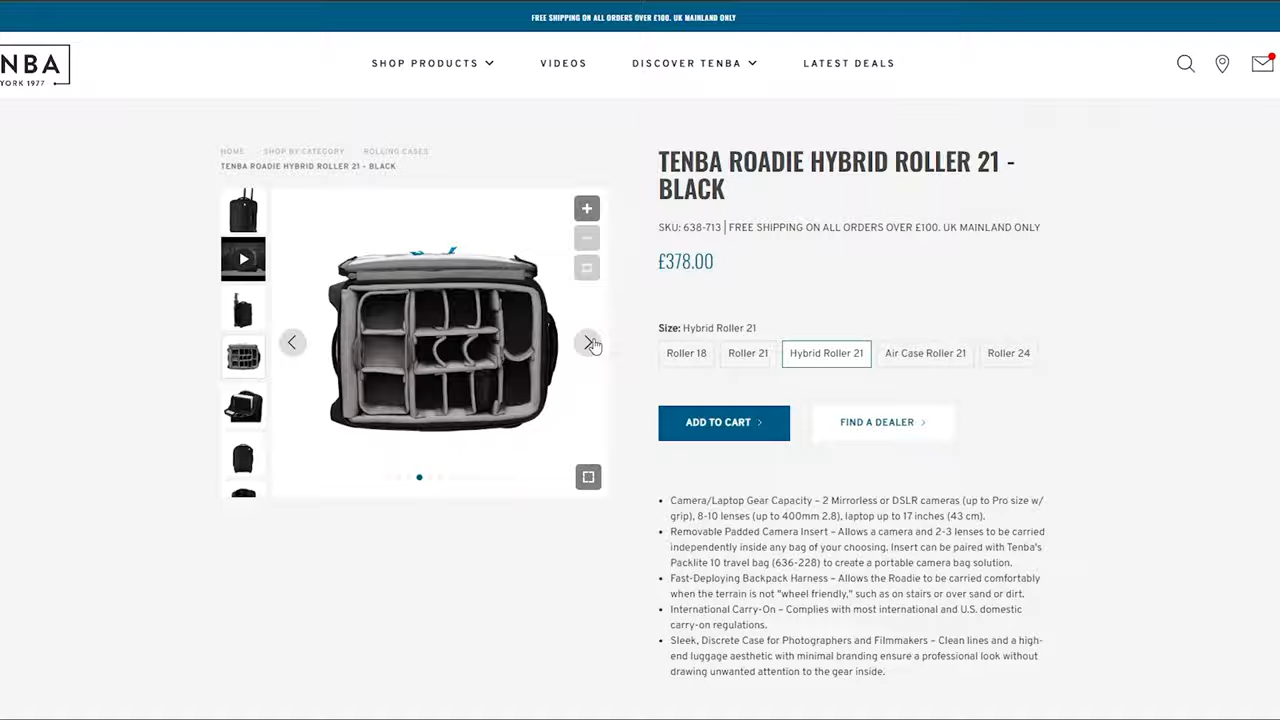 FREE SHIPPING ON ALL ORDERS OVER £100. UK MAINLAND ONLY
NBA
YORK 1977
SHOP PRODUCTS
VIDEOS
DISCOVER TENBA
LATEST DEALS
HOME
SHOP BY CATEGORY
ROLLING CASES
TENBA ROADIE HYBRID ROLLER 21 - BLACK
TENBA ROADIE HYBRID ROLLER 21 -
BLACK
SKU: 638-713 | FREE SHIPPING ON ALL ORDERS OVER £100. UK MAINLAND ONLY
£378.00
Size: Hybrid Roller 21
Roller 18
Roller 21
Hybrid Roller 21
Air Case Roller 21
Roller 24
ADD TO CART
FIND A DEALER
• Camera/Laptop Gear Capacity – 2 Mirrorless or DSLR cameras (up to Pro size w/
grip), 8-10 lenses (up to 400mm 2.8), laptop up to 17 inches (43 cm).
• Removable Padded Camera Insert – Allows a camera and 2-3 lenses to be carried
independently inside any bag of your choosing. Insert can be paired with Tenba's
Packlite 10 travel bag (636-228) to create a portable camera bag solution.
• Fast-Deploying Backpack Harness – Allows the Roadie to be carried comfortably
when the terrain is not "wheel friendly," such as on stairs or over sand or dirt.
• International Carry-On – Complies with most international and U.S. domestic
carry-on regulations.
• Sleek, Discrete Case for Photographers and Filmmakers – Clean lines and a high-
end luggage aesthetic with minimal branding ensure a professional look without
drawing unwanted attention to the gear inside.